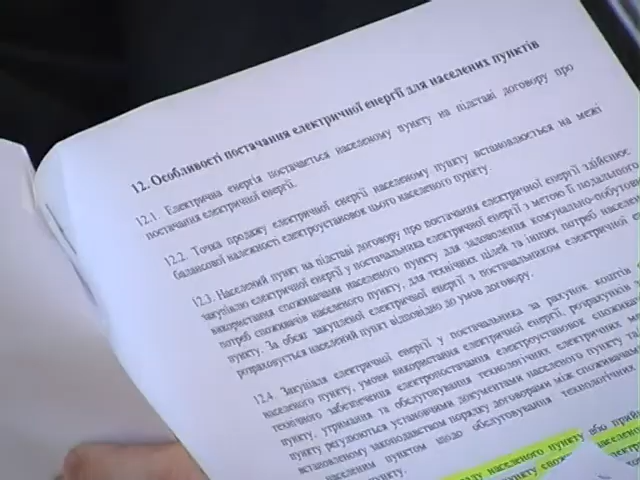 12. Особливості постачання електричної енергії для населених пунктів
12.1. Електрична енергія постачається населеному пункту на підставі договору про
постачання електричної енергії.
12.2. Точка продажу електричної енергії населеному пункту встановлюється на межі
балансової належності електроустановок цього населеного пункту.
12.3. Населений пункт на підставі договору про постачання електричної енергії здійснює
закупівлю електричної енергії у постачальника електричної енергії з метою її подальшого
використання споживачами населеного пункту для задоволення комунально-побутових
потреб споживачів населеного пункту, для технічних цілей та інших потреб населеного
пункту. За обсяг закупленої електричної енергії з постачальником електричної
розраховується населений пункт відповідно до умов договору.
12.4. Закупівля електричної енергії у постачальника за рахунок коштів
населеного пункту, умови використання електричної енергії, розрахунків
технічного забезпечення електропостачання електроустановок споживачів
пункту, утримання та обслуговування технологічних електричних
пункту регулюються установчими документами населеного пункту
встановленому законодавством порядку договорами між споживачами
населеним пунктом щодо обслуговування технологічних
пункту.
населеного пункту або
пункту